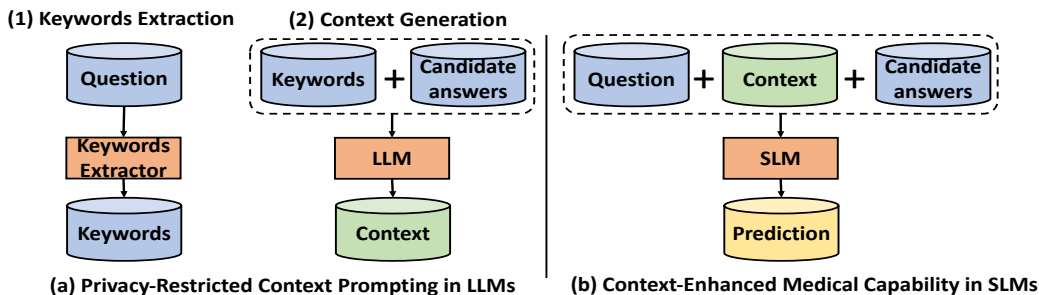 (1) Keywords Extraction
(2) Context Generation
Question
Keywords
Extractor
Keywords
Keywords + Candidate
answers
LLM
Context
(a) Privacy-Restricted Context Prompting in LLMs
Question + Context + Candidate
answers
SLM
Prediction
(b) Context-Enhanced Medical Capability in SLMs